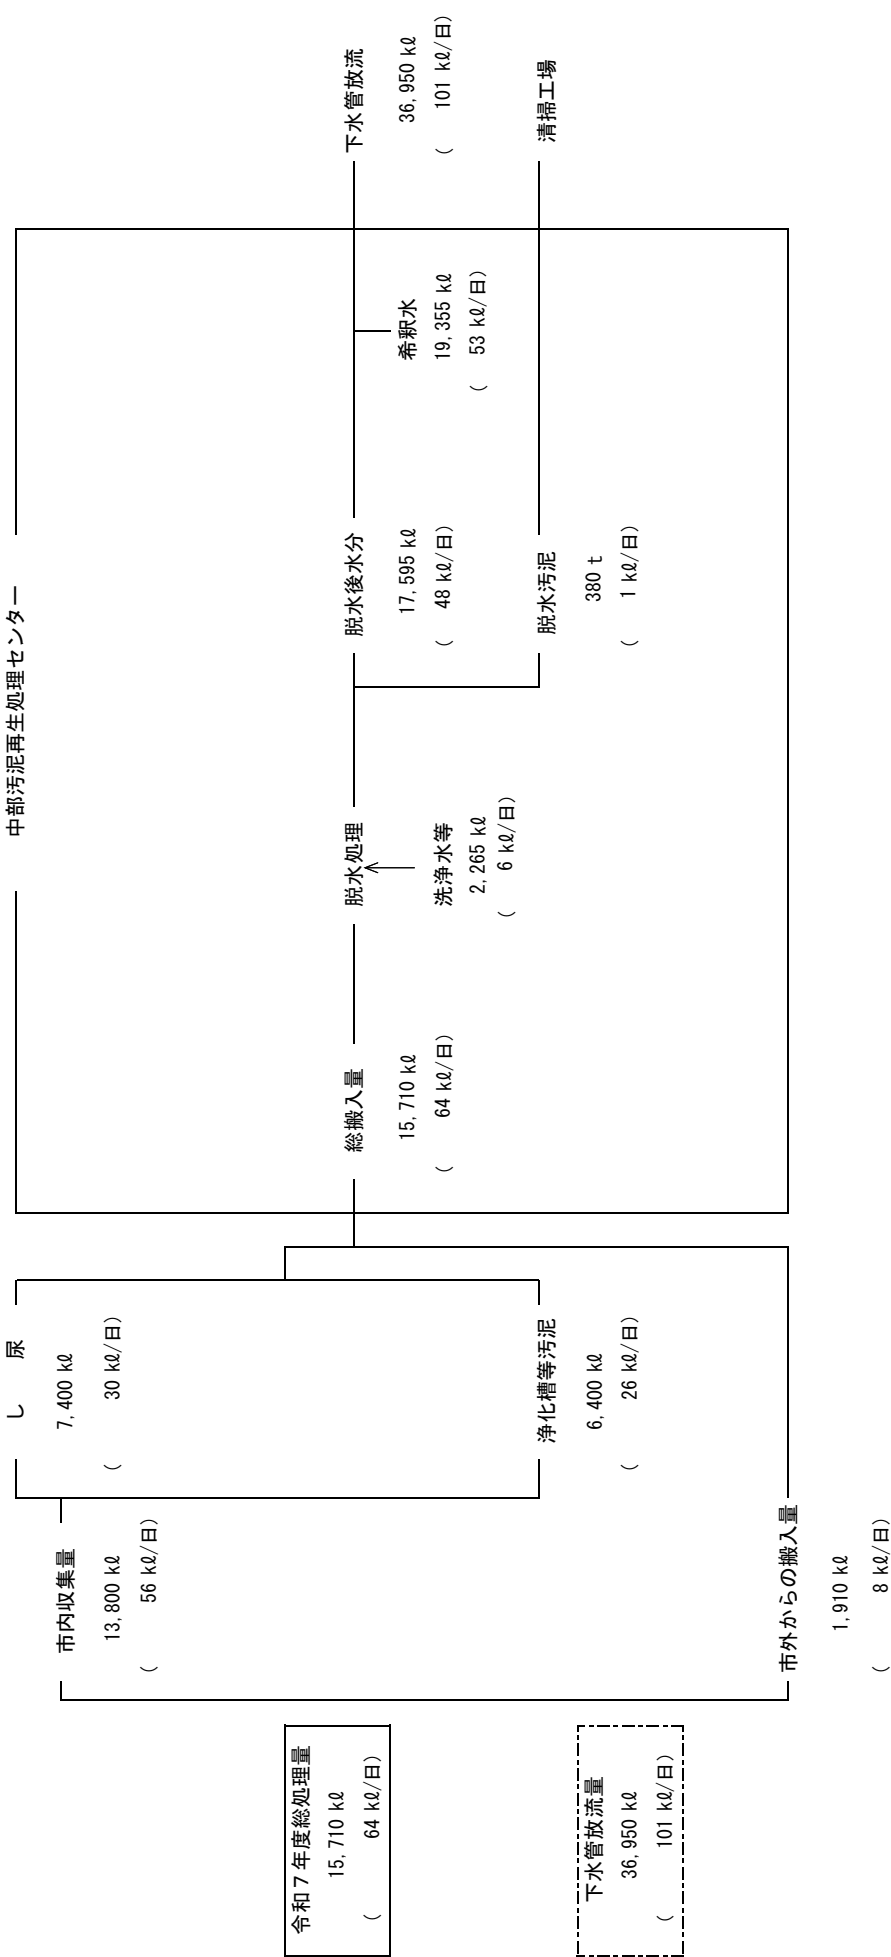 令和７年度総処理量
15,710 kℓ
( 64 kℓ/日)
下水管放流量
36,950 kℓ
( 101 kℓ/日)
市内収集量
13,800 kℓ
( 56 kℓ/日)
市外からの搬入量
1,910 kℓ
( 8 kℓ/日)
し　尿
7,400 kℓ
( 30 kℓ/日)
浄化槽等汚泥
6,400 kℓ
( 26 kℓ/日)
中部汚泥再生処理センター
総搬入量
15,710 kℓ
( 64 kℓ/日)
脱水処理
洗浄水等
2,265 kℓ
( 6 kℓ/日)
脱水後水分
17,595 kℓ
( 48 kℓ/日)
脱水汚泥
380 t
( 1 kℓ/日)
希釈水
19,355 kℓ
( 53 kℓ/日)
下水管放流
36,950 kℓ
( 101 kℓ/日)
清掃工場